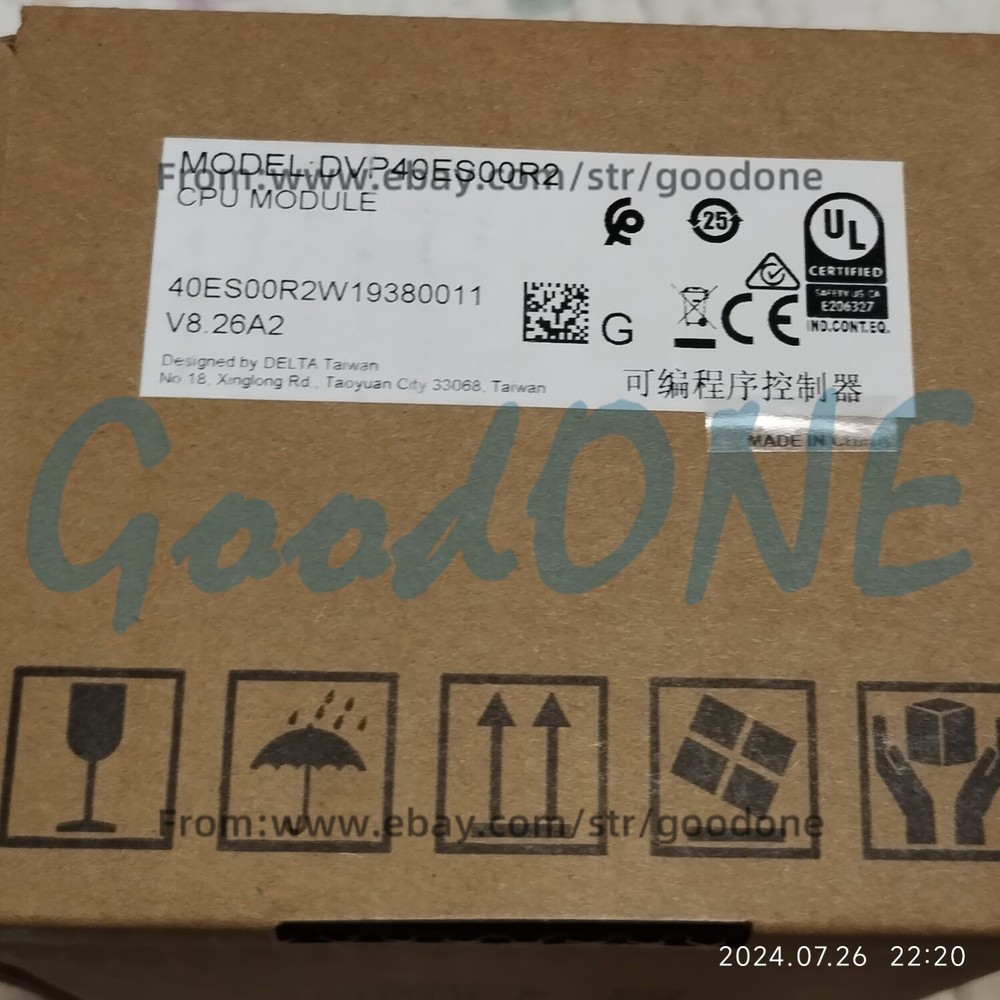 MODEL:DVP40ES00R2
From:www.ebay.com/str/goodone
CPU MODULE
25
UL
CERTIFIED
SAFETY US CA
E206327
IND.CONT.EQ.
40ES00R2W19380011
V8.26A2
G
CE
Designed by DELTA Taiwan
No.18, Xinglong Rd., Taoyuan City 33068, Taiwan
可编程序控制器
MADE IN CHINA
GoodONE
From:www.ebay.com/str/goodone
2024.07.26 22:20